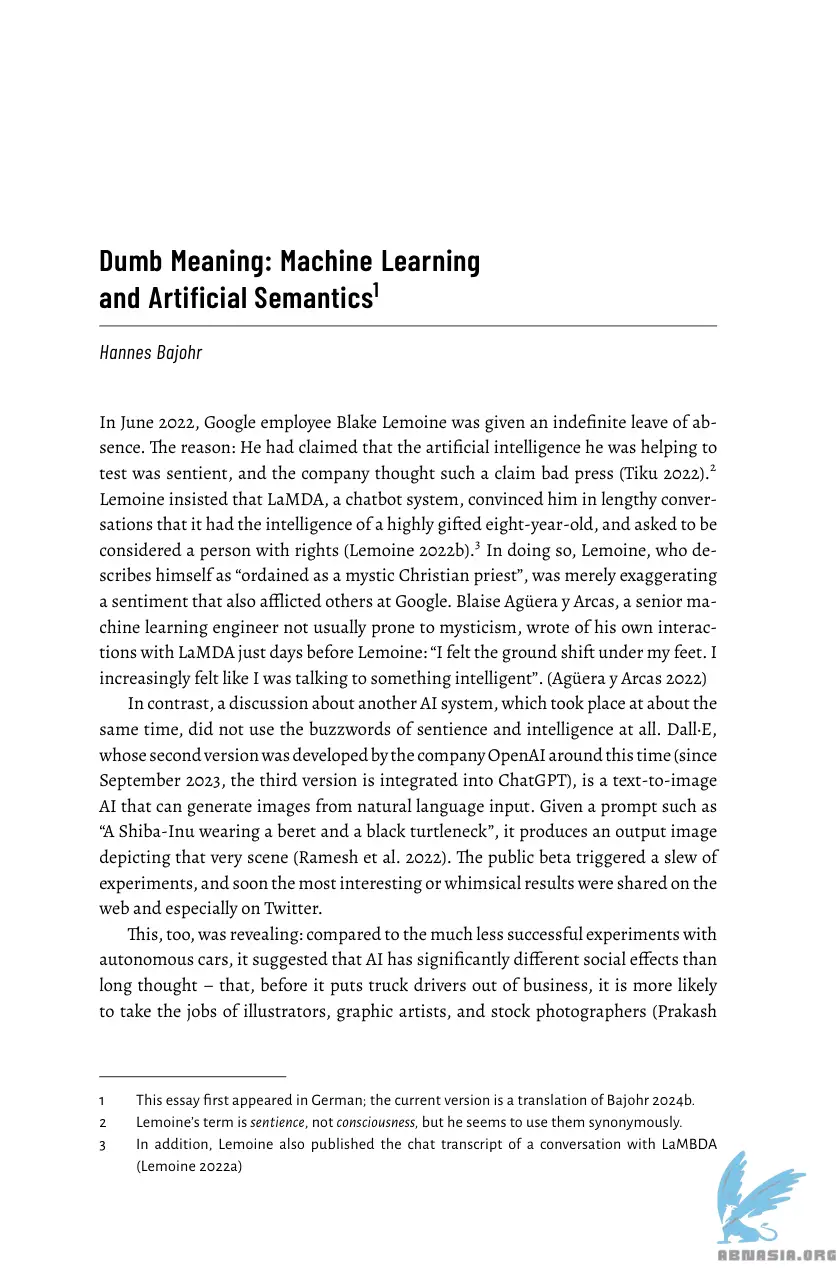 Dumb Meaning: Machine Learning
and Artificial Semantics1
Hannes Bajohr
In June 2022, Google employee Blake Lemoine was given an indefinite leave of ab-
sence. The reason: He had claimed that the artificial intelligence he was helping to
test was sentient, and the company thought such a claim bad press (Tiku 2022).2
Lemoine insisted that LaMDA, a chatbot system, convinced him in lengthy conver-
sations that it had the intelligence of a highly gifted eight-year-old, and asked to be
considered a person with rights (Lemoine 2022b).3 In doing so, Lemoine, who de-
scribes himself as “ordained as a mystic Christian priest”, was merely exaggerating
a sentiment that also afflicted others at Google. Blaise Agüera y Arcas, a senior ma-
chine learning engineer not usually prone to mysticism, wrote of his own interac-
tions with LaMDA just days before Lemoine: “I felt the ground shift under my feet. I
increasingly felt like I was talking to something intelligent”. (Agüera y Arcas 2022)
In contrast, a discussion about another AI system, which took place at about the
same time, did not use the buzzwords of sentience and intelligence at all. Dall·E,
whose second version was developed by the company OpenAI around this time (since
September 2023, the third version is integrated into ChatGPT), is a text-to-image
AI that can generate images from natural language input. Given a prompt such as
“A Shiba-Inu wearing a beret and a black turtleneck”, it produces an output image
depicting that very scene (Ramesh et al. 2022). The public beta triggered a slew of
experiments, and soon the most interesting or whimsical results were shared on the
web and especially on Twitter.
This, too, was revealing: compared to the much less successful experiments with
autonomous cars, it suggested that AI has significantly different social effects than
long thought – that, before it puts truck drivers out of business, it is more likely
to take the jobs of illustrators, graphic artists, and stock photographers (Prakash
1 This essay first appeared in German; the current version is a translation of Bajohr 2024b.
2 Lemoine’s term is sentience, not consciousness, but he seems to use them synonymously.
3 In addition, Lemoine also published the chat transcript of a conversation with LaMBDA
(Lemoine 2022a)
ABNASIA.ORG